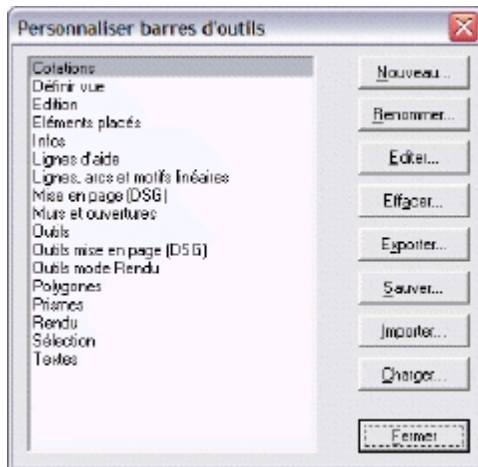 Personnaliser barres d'outils
Cotations
Définir vue
Edition
Eléments placés
Infos
Lignes d'aide
Lignes, arcs et motifs linéaires
Mise en page (DSG)
Murs et ouvertures
Outils
Outils mise en page (DSG)
Outils mode Rendu
Polygones
Prismes
Rendu
Sélection
Textes
Nouveau...
Renommer...
Editer...
Effacer...
Exporter...
Sauver...
Importer...
Charger...
Fermer